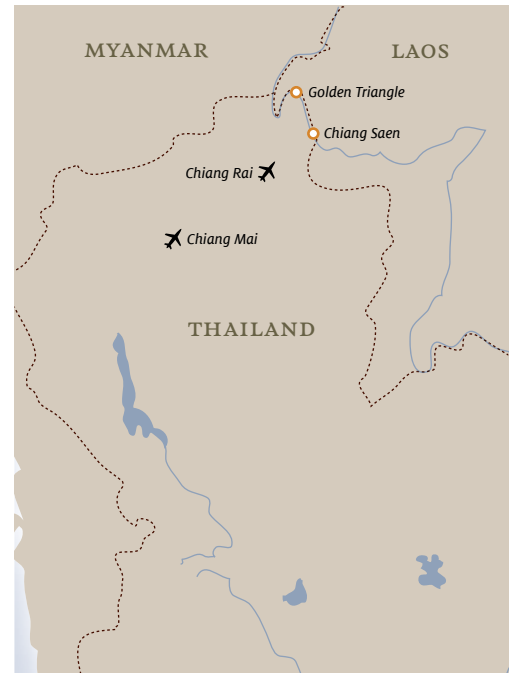 MYANMAR
LAOS
Golden Triangle
Chiang Saen
Chiang Rai
Chiang Mai
THAILAND